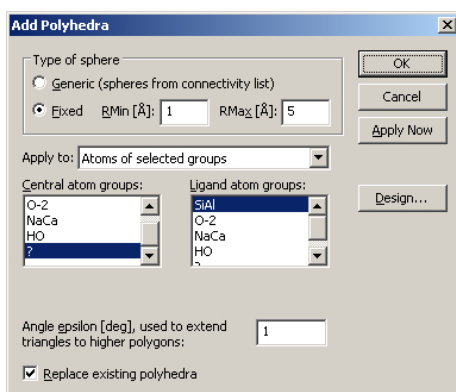 Add Polyhedra
Type of sphere
Generic (spheres from connectivity list)
Fixed RMin [Å]: 1 RMax [Å]: 5
OK
Cancel
Apply Now
Apply to: Atoms of selected groups
Central atom groups: Ligand atom groups:
O-2
NaCa
HO
?
SiAl
O-2
NaCa
HO
?
Design...
Angle epsilon [deg], used to extend
triangles to higher polygons:
1
Replace existing polyhedra